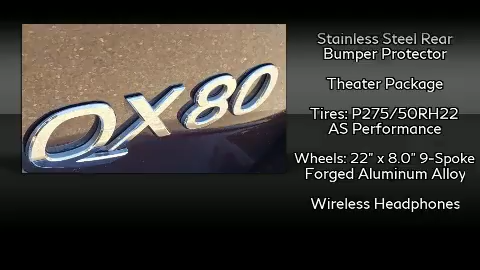 QX80
Stainless Steel Rear
Bumper Protector
Theater Package
Tires: P275/50RH22
AS Performance
Wheels: 22" x 8.0" 9-Spoke
Forged Aluminum Alloy
Wireless Headphones